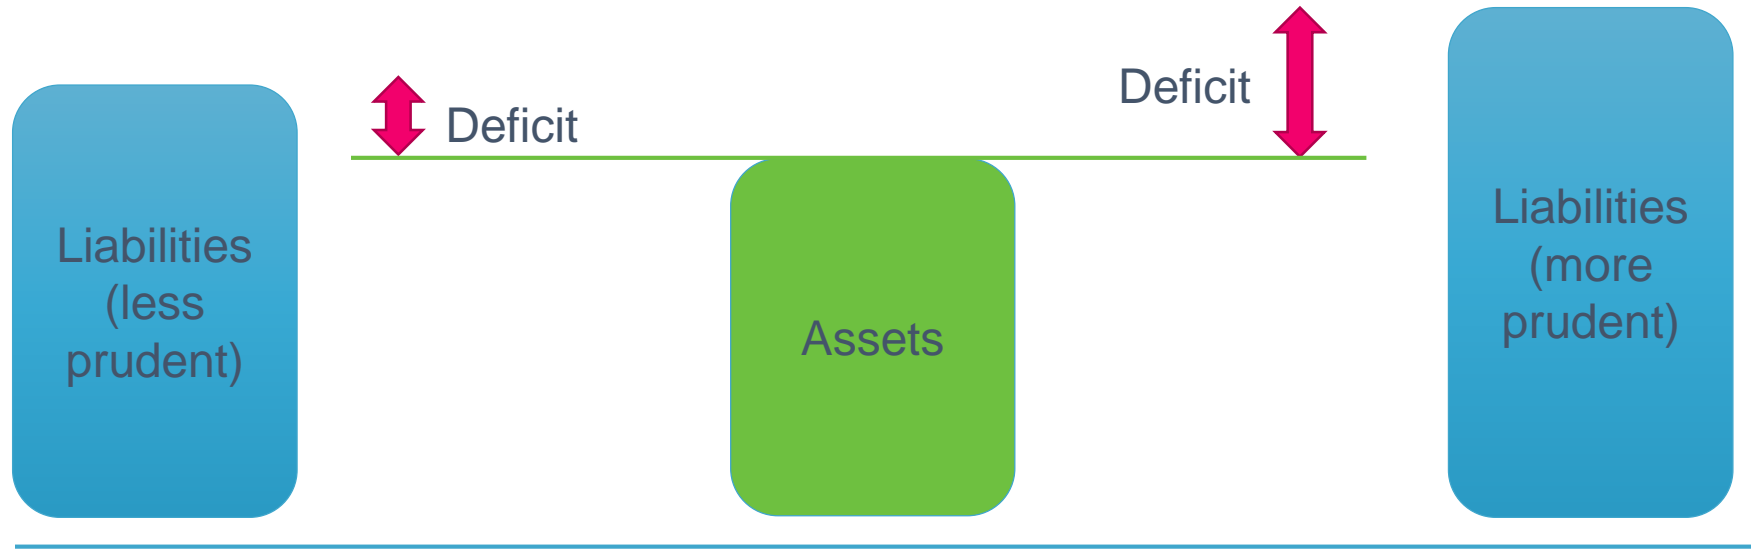 Liabilities
(less
prudent)
Deficit
Assets
Deficit
Liabilities
(more
prudent)